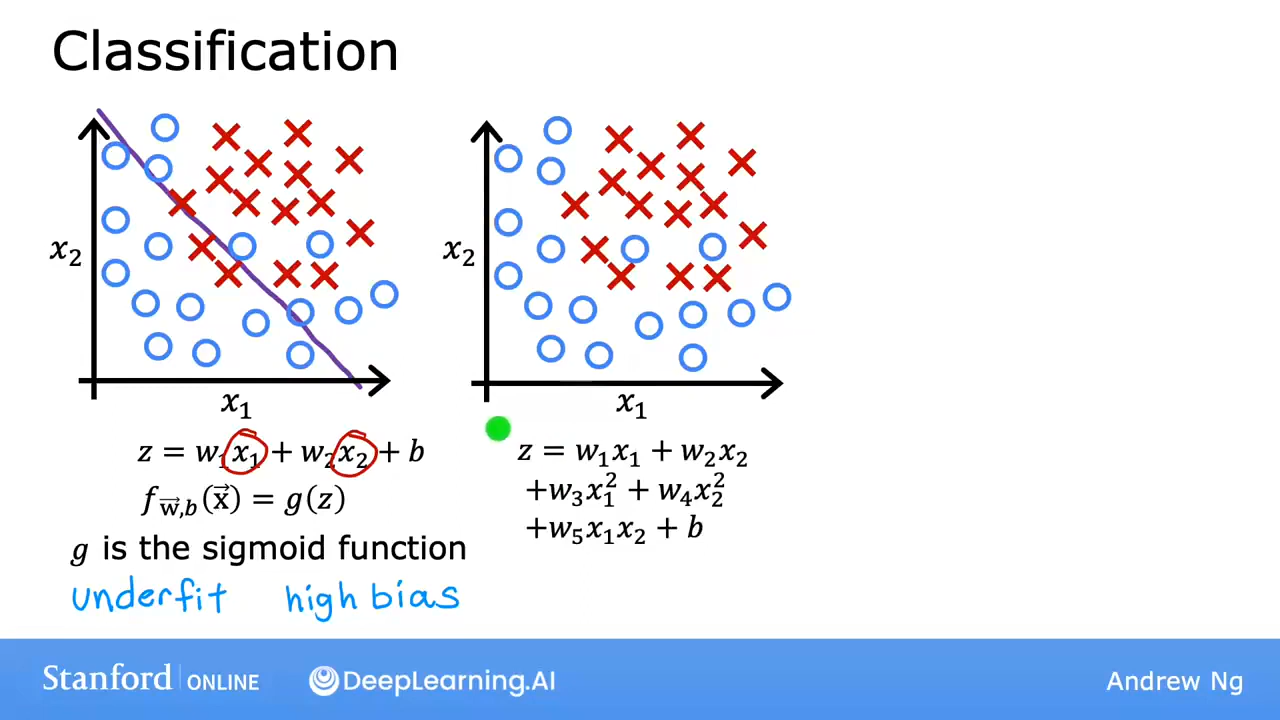 Classification
x₂
x₁
z = w₁x₁ + w₂x₂ + b
f_{w⃗,b}(x⃗) = g(z)
g is the sigmoid function
underfit high bias
x₂
x₁
z = w₁x₁ + w₂x₂
+w₃x₁² + w₄x₂²
+w₅x₁x₂ + b
Stanford ONLINE
DeepLearning.AI
Andrew Ng